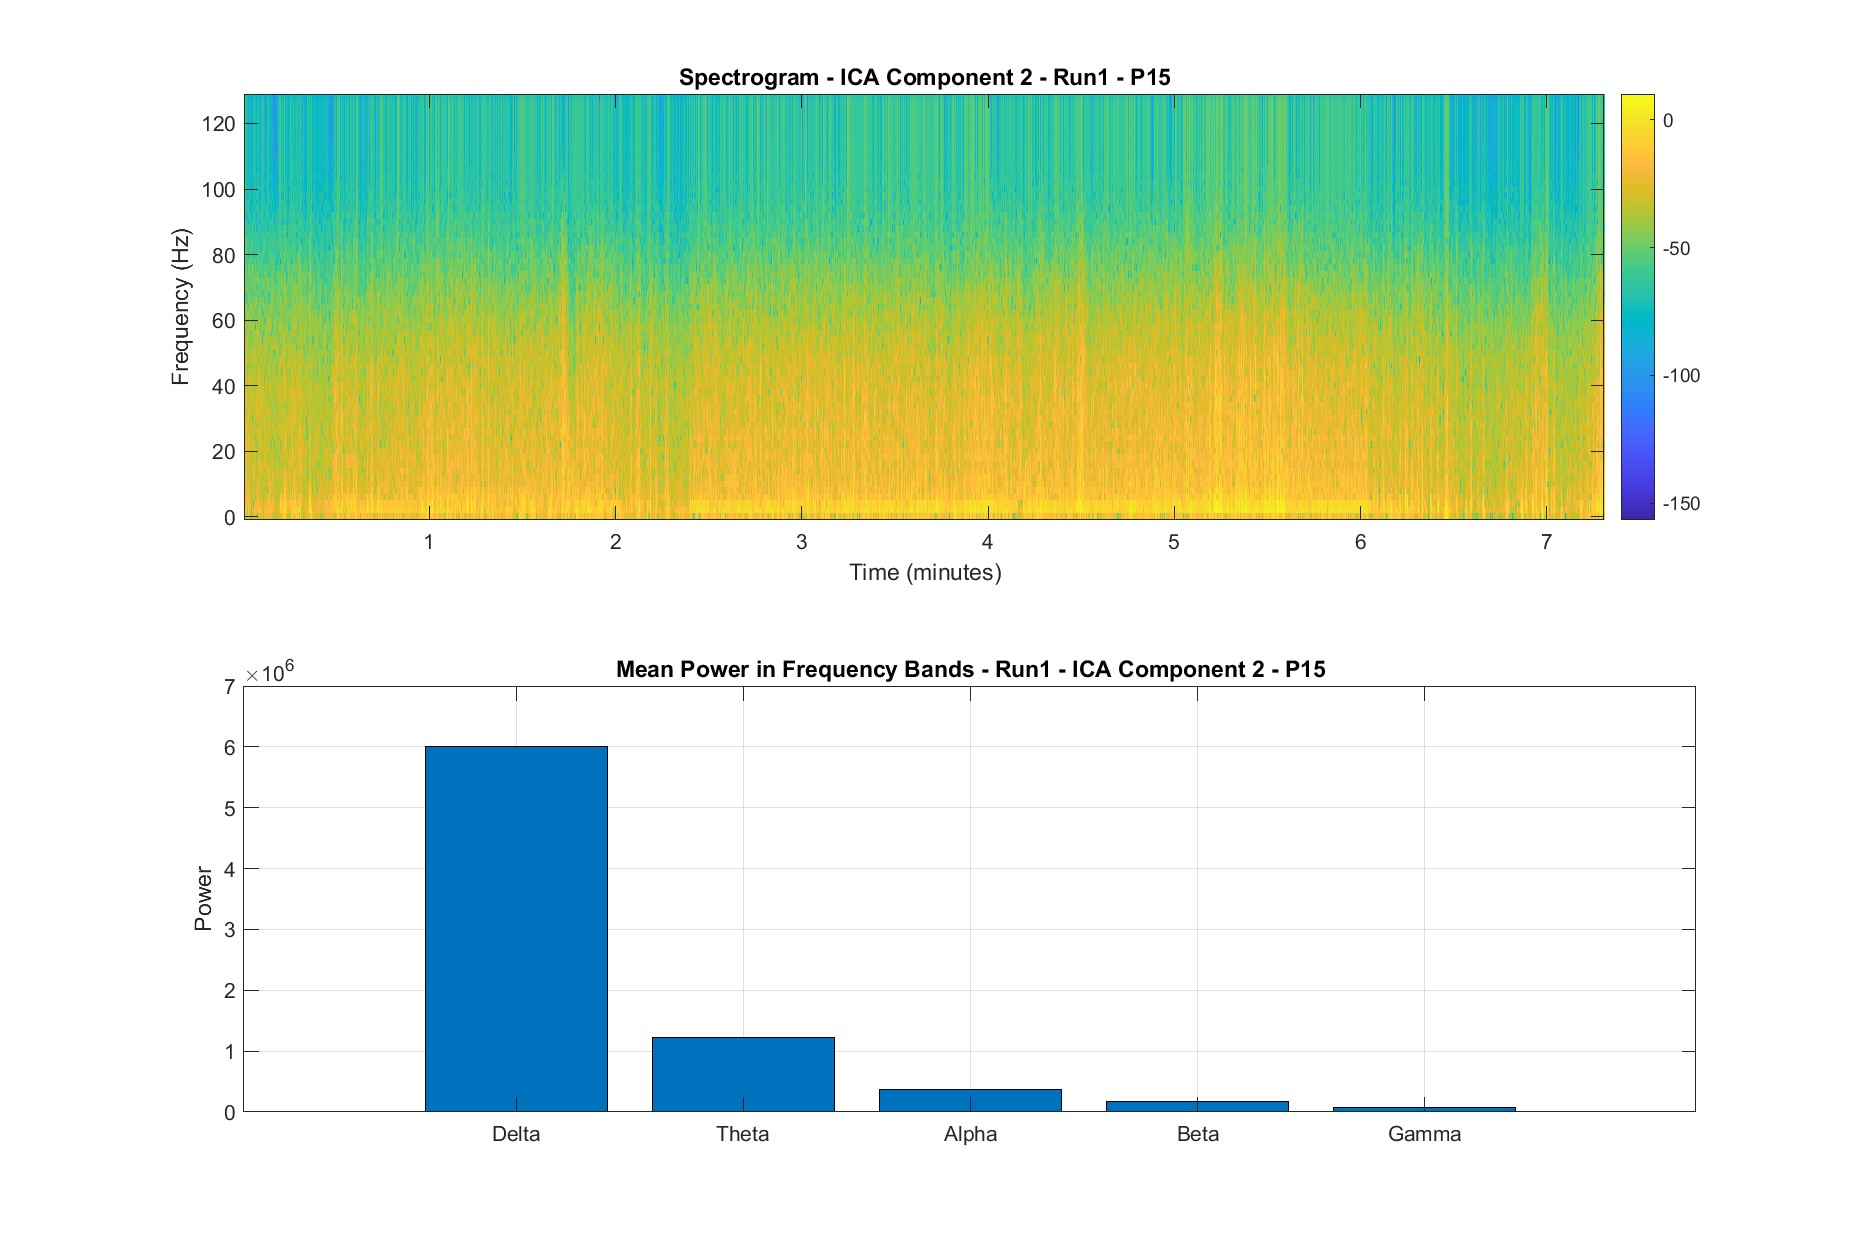 Spectrogram - ICA Component 2 - Run1 - P15
Frequency (Hz)
120
100
80
60
40
20
0
1 2 3 4 5 6 7
Time (minutes)
0
-50
-100
-150
Mean Power in Frequency Bands - Run1 - ICA Component 2 - P15
×10⁶
Power
7
6
5
4
3
2
1
0
Delta Theta Alpha Beta Gamma